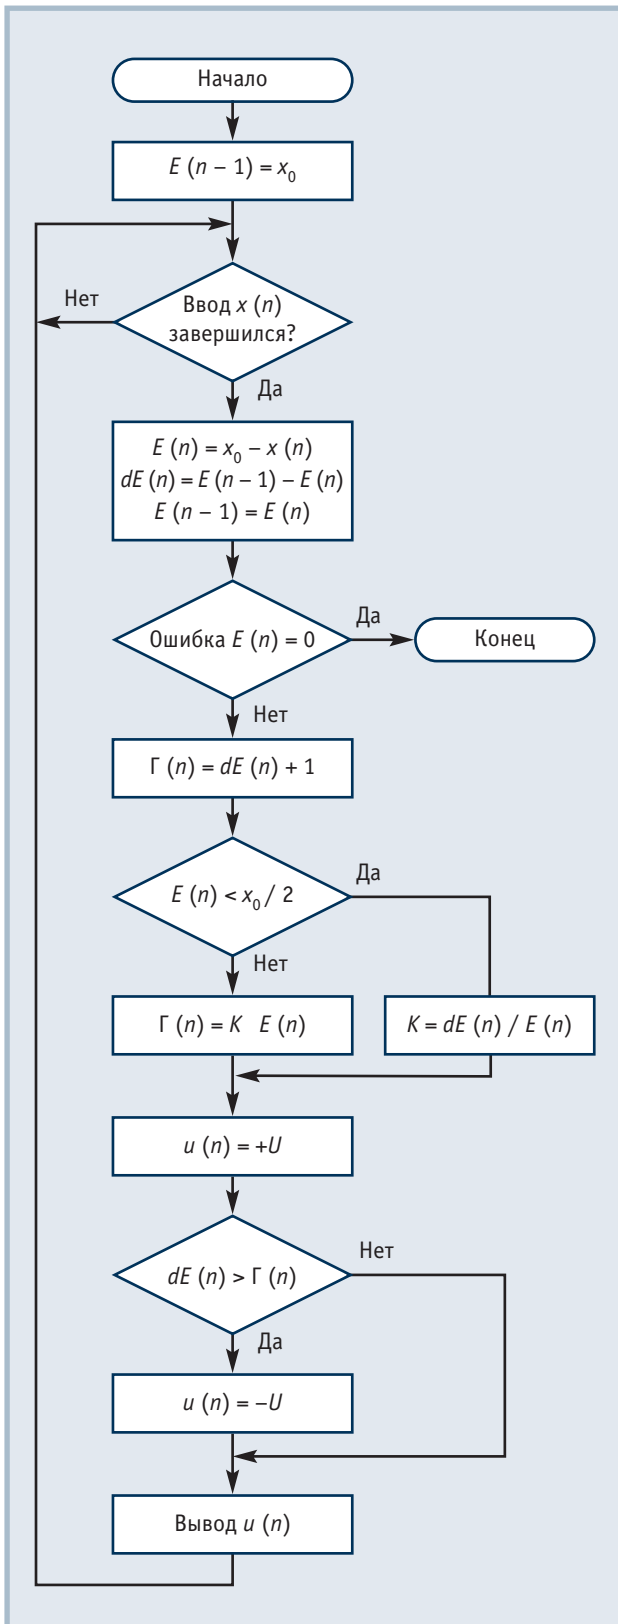 Начало
E (n – 1) = x₀
Нет
Ввод x (n)
завершился?
Да
E (n) = x₀ – x (n)
dE (n) = E (n – 1) – E (n)
E (n – 1) = E (n)
Ошибка E (n) = 0
Да
Конец
Нет
Г (n) = dE (n) + 1
E (n) < x₀ / 2
Да
Нет
Г (n) = K E (n)
K = dE (n) / E (n)
u (n) = +U
dE (n) > Г (n)
Нет
Да
u (n) = –U
Вывод u (n)